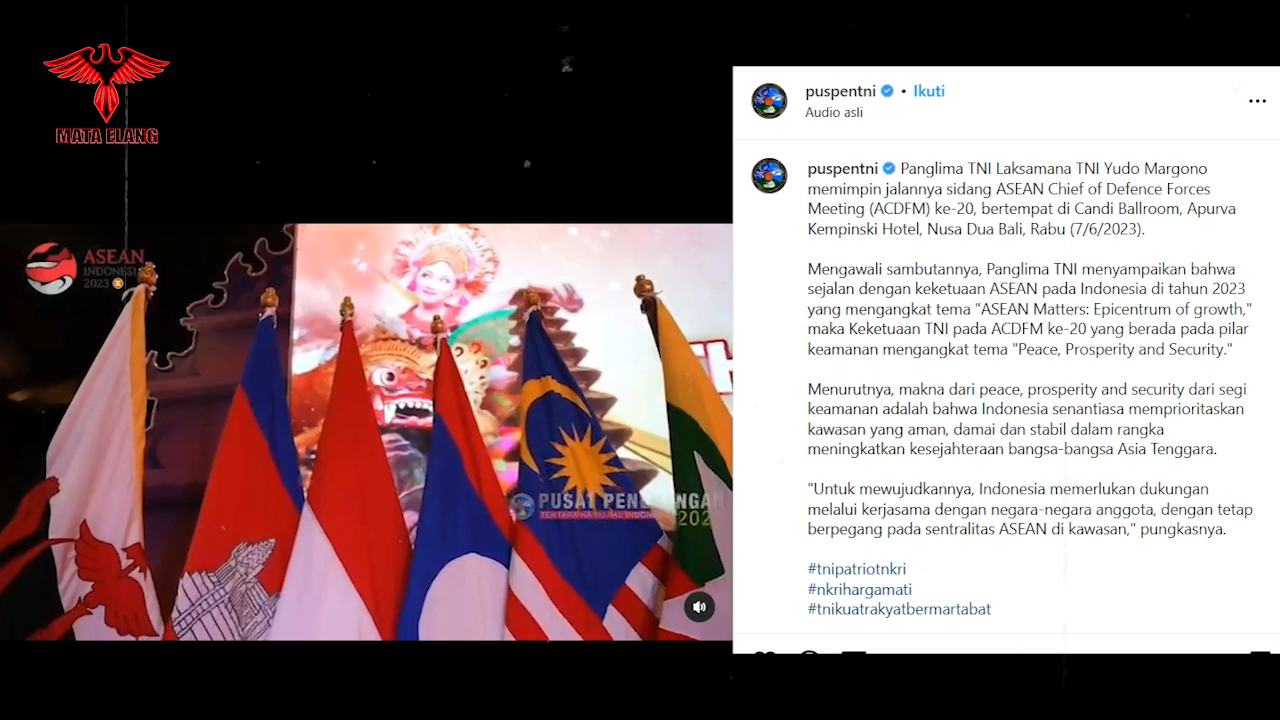 MATA ELANG
ASEAN
INDONESIA
2023
PUSAT PENERANGAN
puspentni • Ikuti
Audio asli
puspentni Panglima TNI Laksamana TNI Yudo Margono
memimpin jalannya sidang ASEAN Chief of Defence Forces
Meeting (ACDFM) ke-20, bertempat di Candi Ballroom, Apurva
Kempinski Hotel, Nusa Dua Bali, Rabu (7/6/2023).
Mengawali sambutannya, Panglima TNI menyampaikan bahwa
sejalan dengan keketuaan ASEAN pada Indonesia di tahun 2023
yang mengangkat tema "ASEAN Matters: Epicentrum of growth,"
maka Keketuaan TNI pada ACDFM ke-20 yang berada pada pilar
keamanan mengangkat tema "Peace, Prosperity and Security."
Menurutnya, makna dari peace, prosperity and security dari segi
keamanan adalah bahwa Indonesia senantiasa memprioritaskan
kawasan yang aman, damai dan stabil dalam rangka
meningkatkan kesejahteraan bangsa-bangsa Asia Tenggara.
"Untuk mewujudkannya, Indonesia memerlukan dukungan
melalui kerjasama dengan negara-negara anggota, dengan tetap
berpegang pada sentralitas ASEAN di kawasan," pungkasnya.
#tnipatriotnkri
#nkrihargamati
#tnikuatrakyatbermartabat